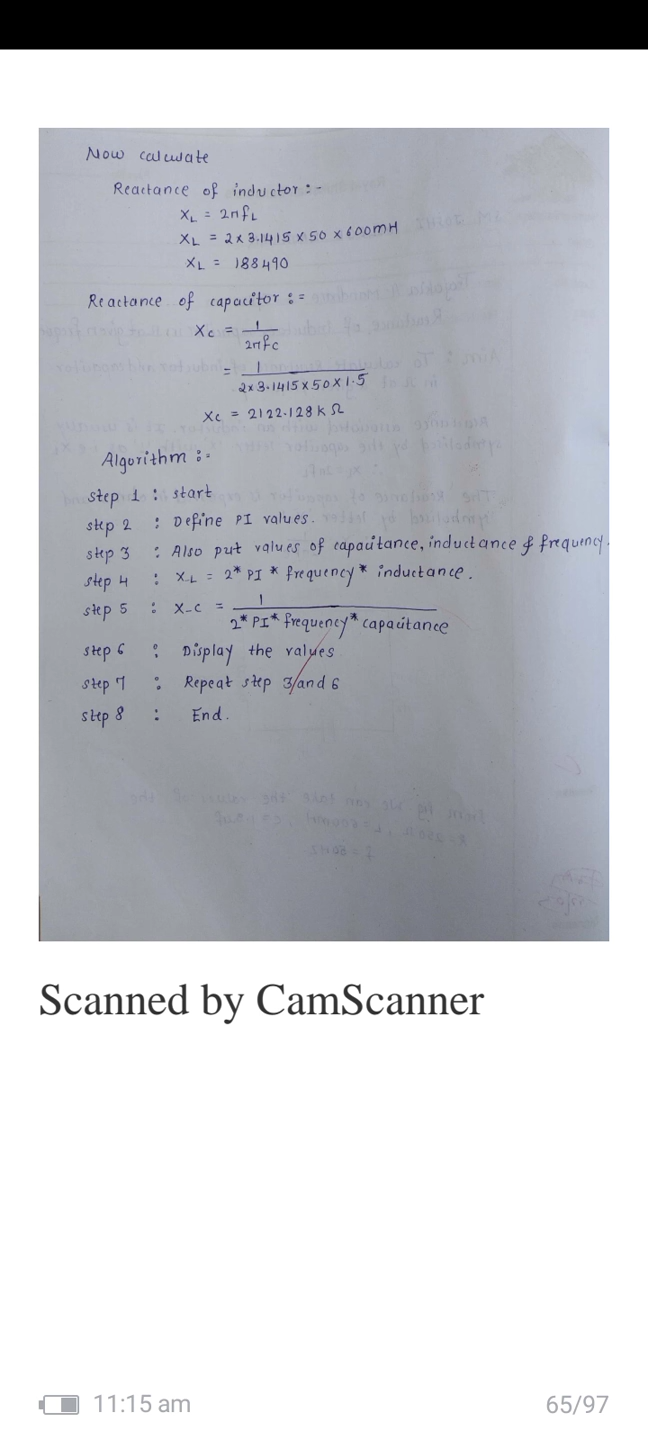 Now calculate
Reactance of inductor :-
XL = 2πfL
XL = 2 x 3.1415 x 50 x 600mH
XL = 188490
Reactance of capacitor :=
Xc = 1
2πfc
= 1
2x3.1415x50x1.5
Xc = 2122.128kΩ
Algorithm :-
step 1 : start
step 2 : Define PI values.
step 3 : Also put values of capacitance, inductance & frequency.
step 4 : X-L = 2* PI * frequency* inductance.
step 5 : X-C = 1
2* PI* frequency* capacitance
step 6 : Display the values
step 7 : Repeat step 3/and 6
step 8 : End.
Scanned by CamScanner
11:15 am 65/97